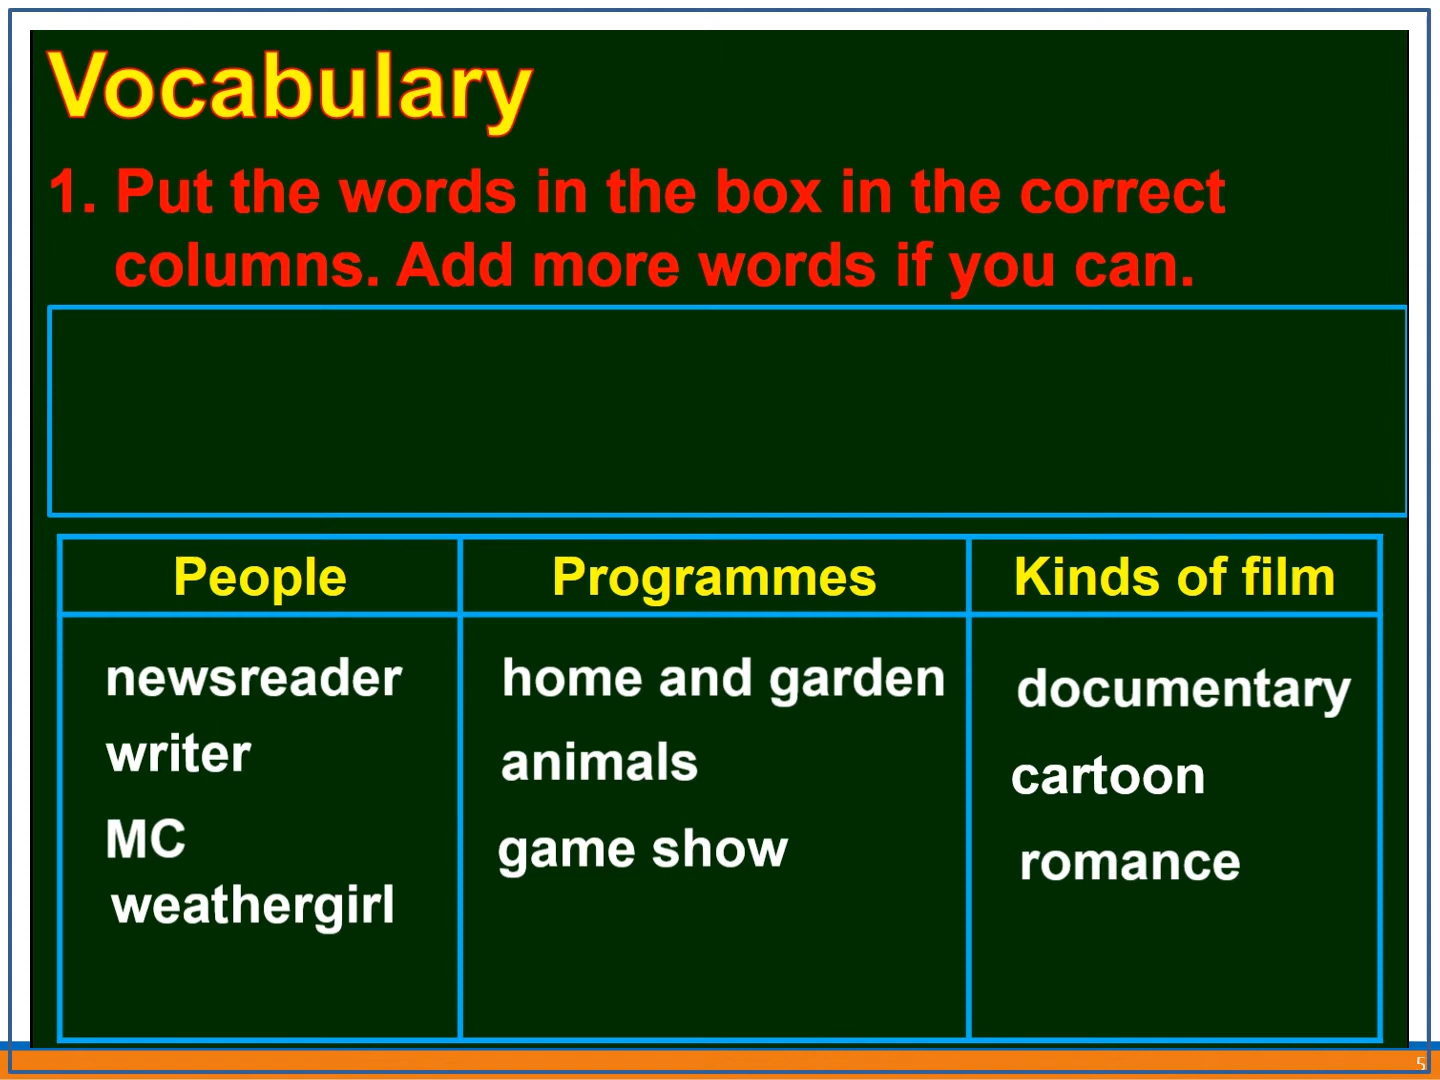 Vocabulary
1. Put the words in the box in the correct
columns. Add more words if you can.
People Programmes Kinds of film
newsreader home and garden documentary
writer animals cartoon
MC game show romance
weathergirl
5